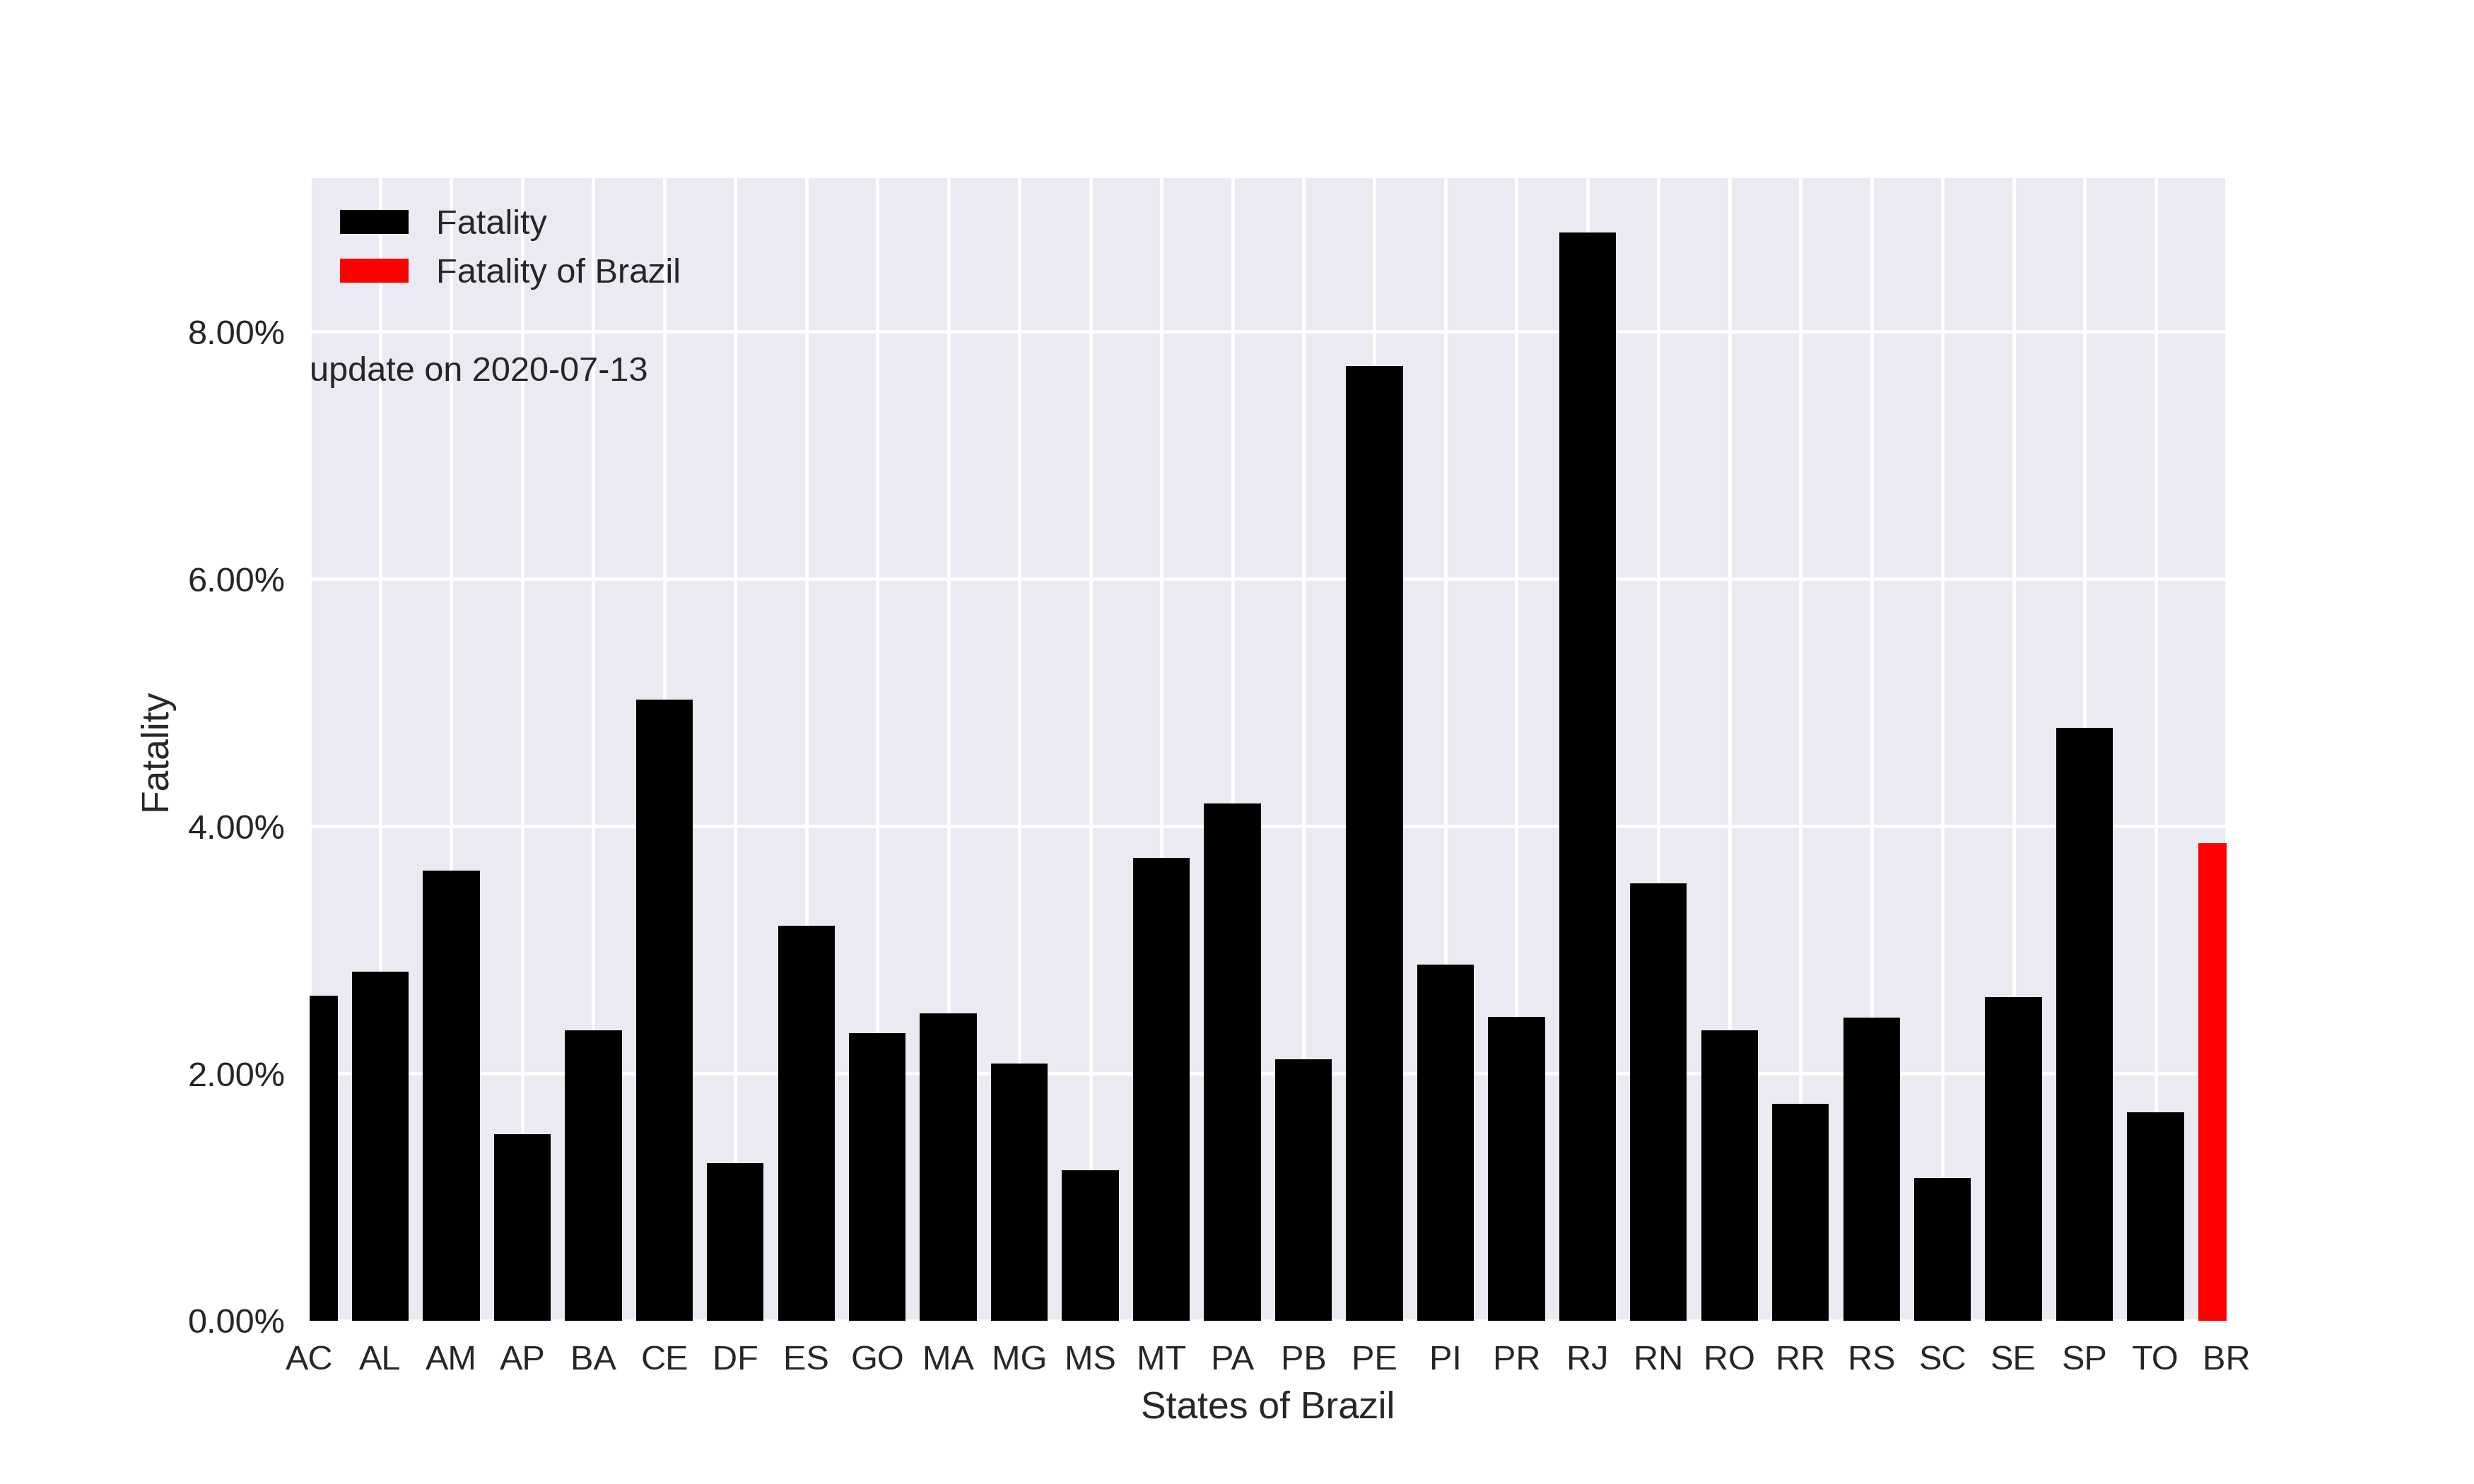 Fatality
Fatality of Brazil
8.00%
update on 2020-07-13
6.00%
Fatality
4.00%
2.00%
0.00%
AC AL AM AP BA CE DF ES GO MA MG MS MT PA PB PE PI PR RJ RN RO RR RS SC SE SP TO BR
States of Brazil